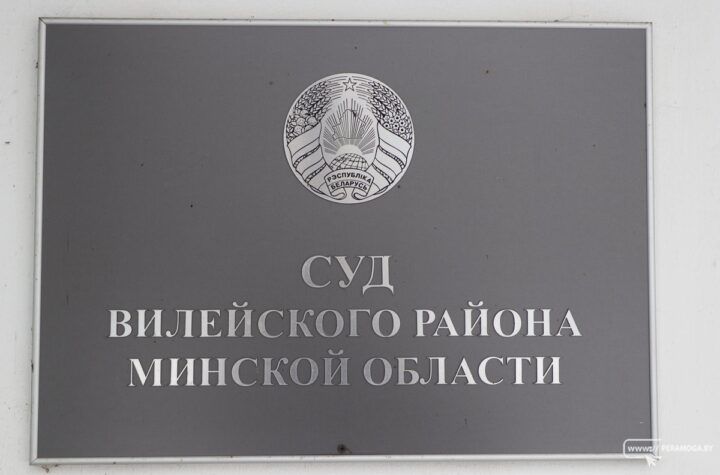 РЭСПУБЛІКА
БЕЛАРУСЬ
СУД
ВИЛЕЙСКОГО РАЙОНА
МИНСКОЙ ОБЛАСТИ
www:// PERAMOGA.BY